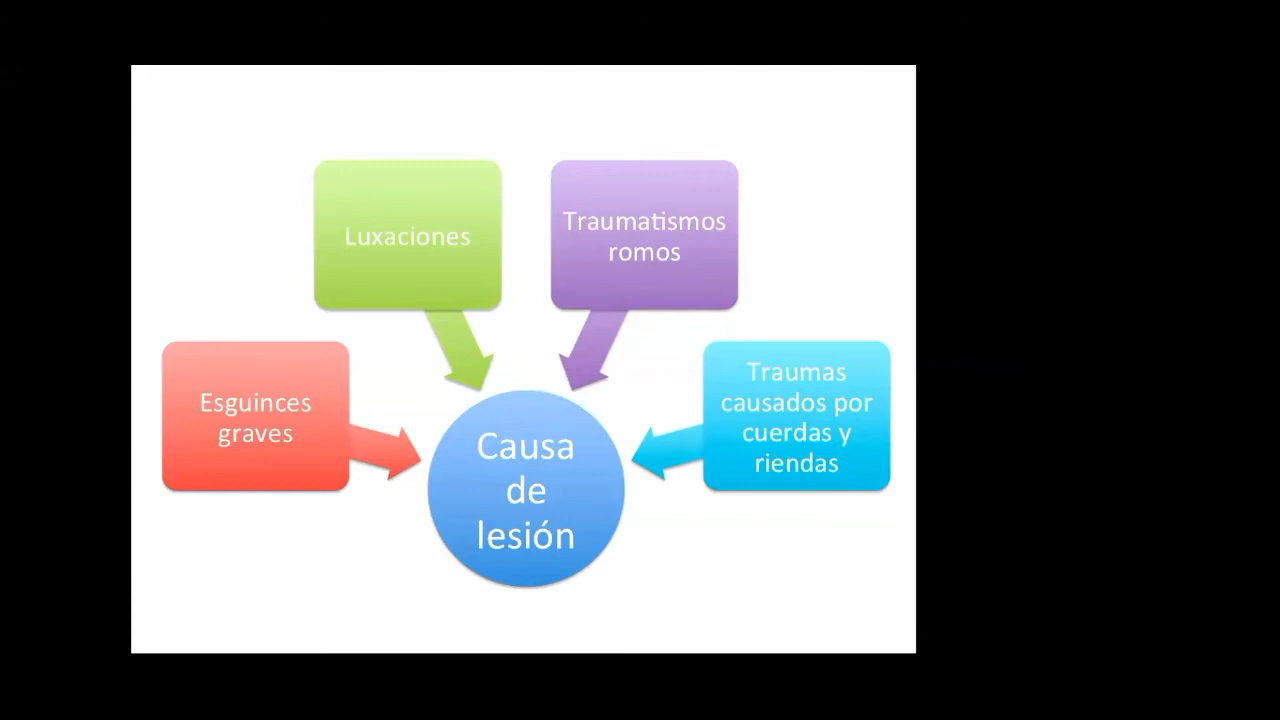 Luxaciones
Traumatismos
romos
Esguinces
graves
Traumas
causados por
cuerdas y
riendas
Causa
de
lesión